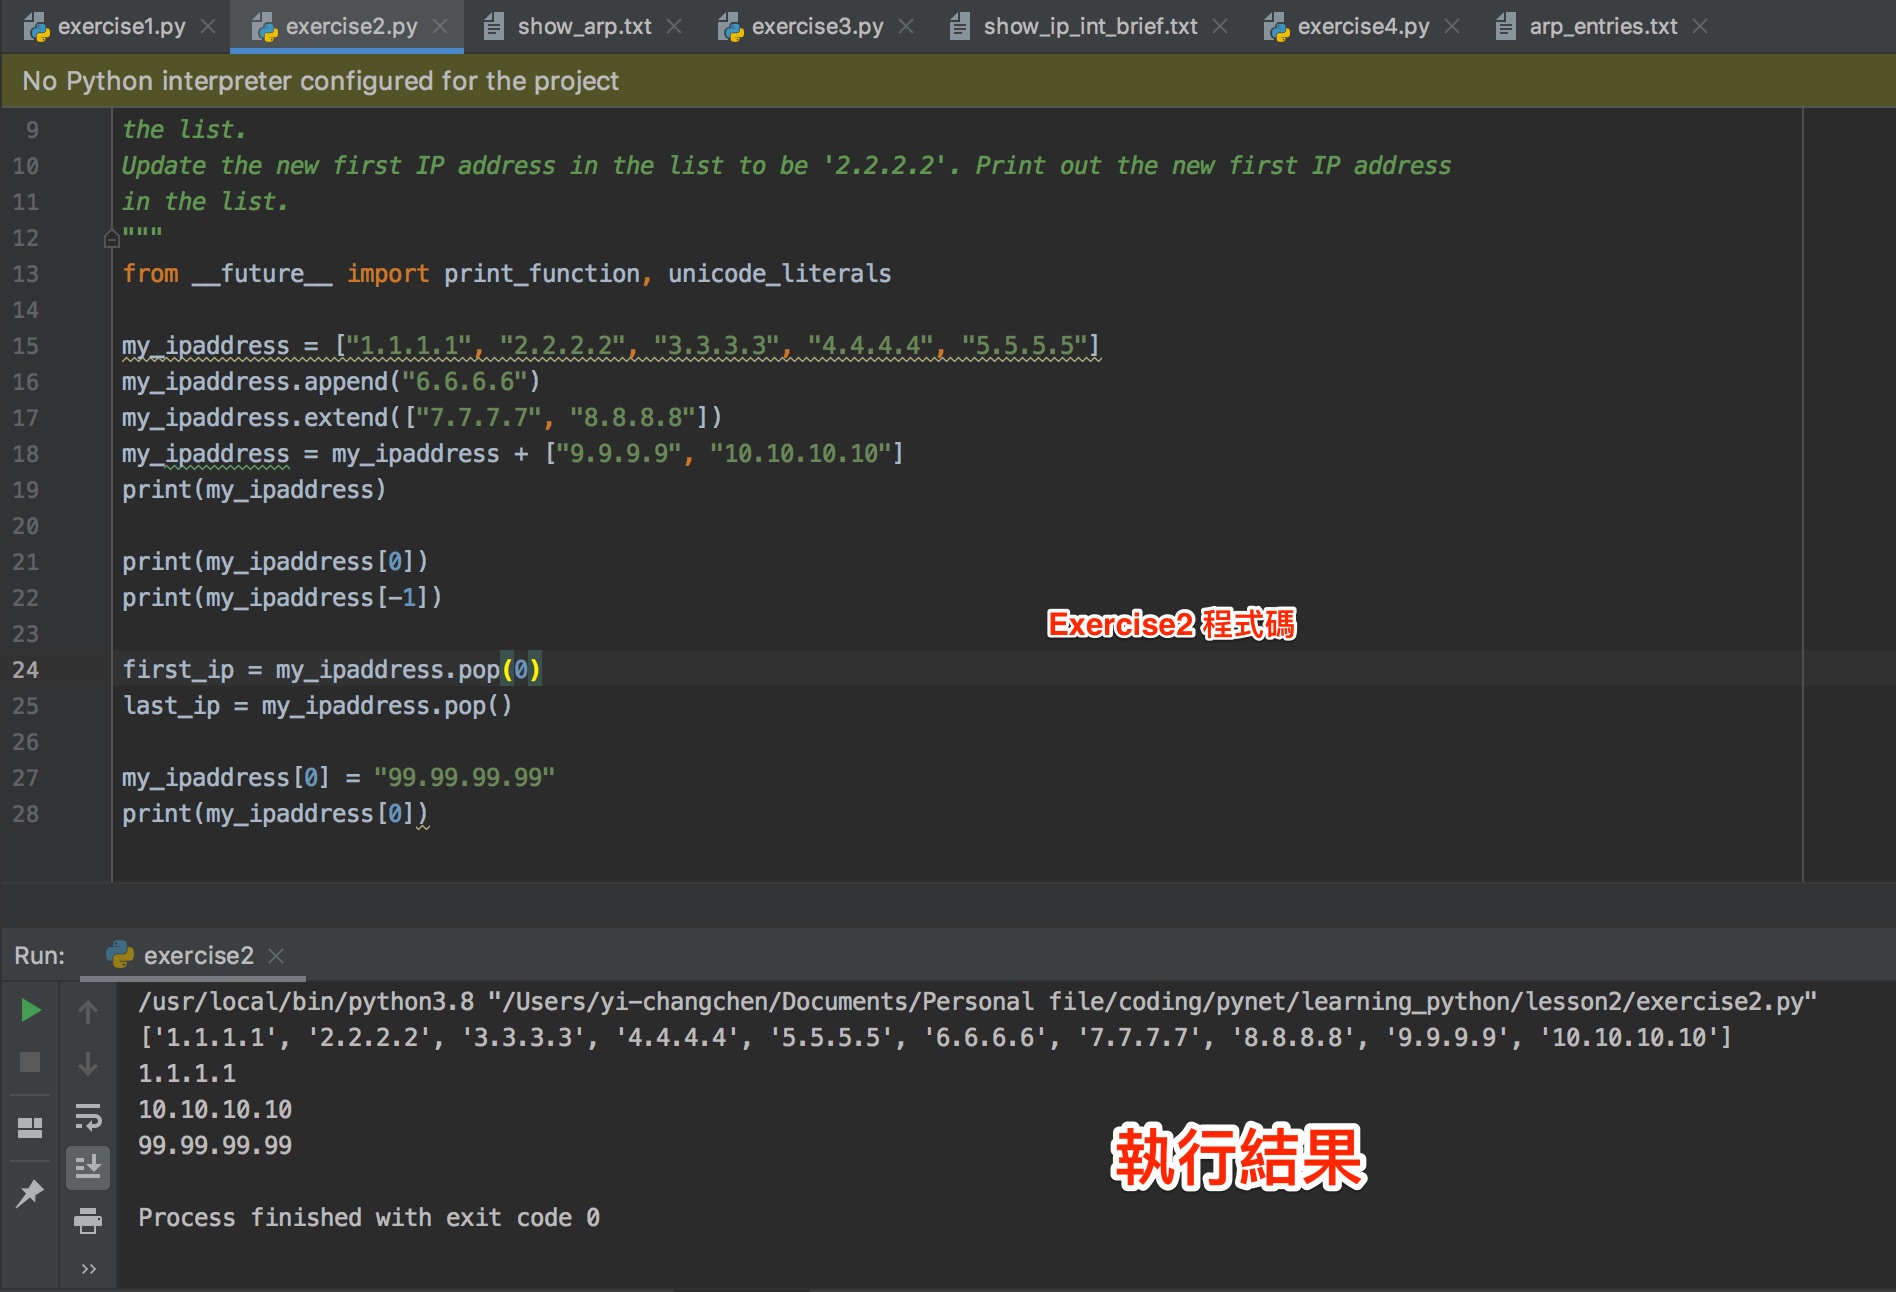 exercise1.py exercise2.py show_arp.txt exercise3.py show_ip_int_brief.txt exercise4.py arp_entries.txt
No Python interpreter configured for the project
9 the list.
10 Update the new first IP address in the list to be '2.2.2.2'. Print out the new first IP address
11 in the list.
12 """
13 from __future__ import print_function, unicode_literals
14
15 my_ipaddress = ["1.1.1.1", "2.2.2.2", "3.3.3.3", "4.4.4.4", "5.5.5.5"]
16 my_ipaddress.append("6.6.6.6")
17 my_ipaddress.extend(["7.7.7.7", "8.8.8.8"])
18 my_ipaddress = my_ipaddress + ["9.9.9.9", "10.10.10.10"]
19 print(my_ipaddress)
20
21 print(my_ipaddress[0])
22 print(my_ipaddress[-1])
Exercise2 程式碼
23
24 first_ip = my_ipaddress.pop(0)
25 last_ip = my_ipaddress.pop()
26
27 my_ipaddress[0] = "99.99.99.99"
28 print(my_ipaddress[0])
Run: exercise2
/usr/local/bin/python3.8 "/Users/yi-changchen/Documents/Personal file/coding/pynet/learning_python/lesson2/exercise2.py"
['1.1.1.1', '2.2.2.2', '3.3.3.3', '4.4.4.4', '5.5.5.5', '6.6.6.6', '7.7.7.7', '8.8.8.8', '9.9.9.9', '10.10.10.10']
1.1.1.1
10.10.10.10
99.99.99.99
執行結果
Process finished with exit code 0